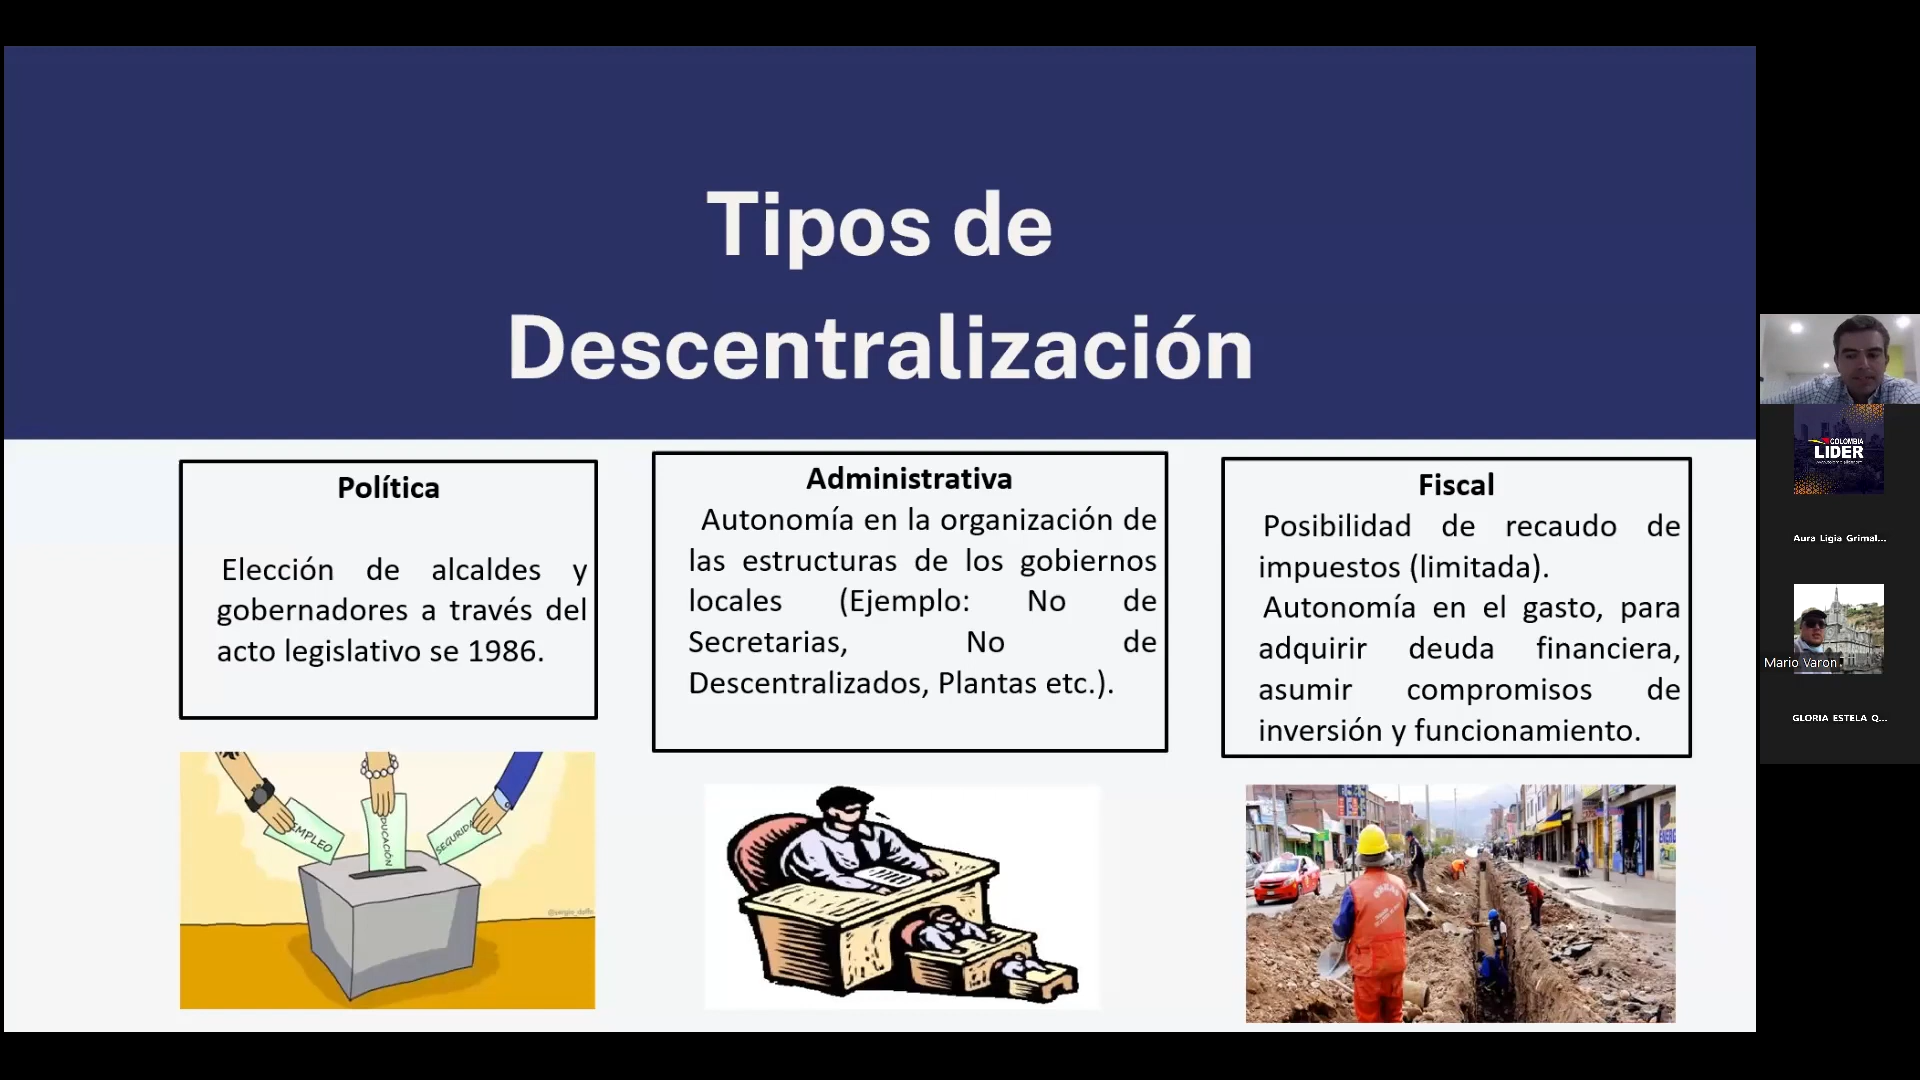 Tipos de
Descentralización
Política
Elección de alcaldes y
gobernadores a través del
acto legislativo se 1986.
Administrativa
Autonomía en la organización de
las estructuras de los gobiernos
locales (Ejemplo: No de
Secretarias, No de
Descentralizados, Plantas etc.).
Fiscal
Posibilidad de recaudo de
impuestos (limitada).
Autonomía en el gasto, para
adquirir deuda financiera,
asumir compromisos de
inversión y funcionamiento.
EMPLEO
DUCACIÓN
SEGURIDA
COLOMBIA
LIDER
Aura Ligia Grimal...
Mario Varon
GLORIA ESTELA Q...